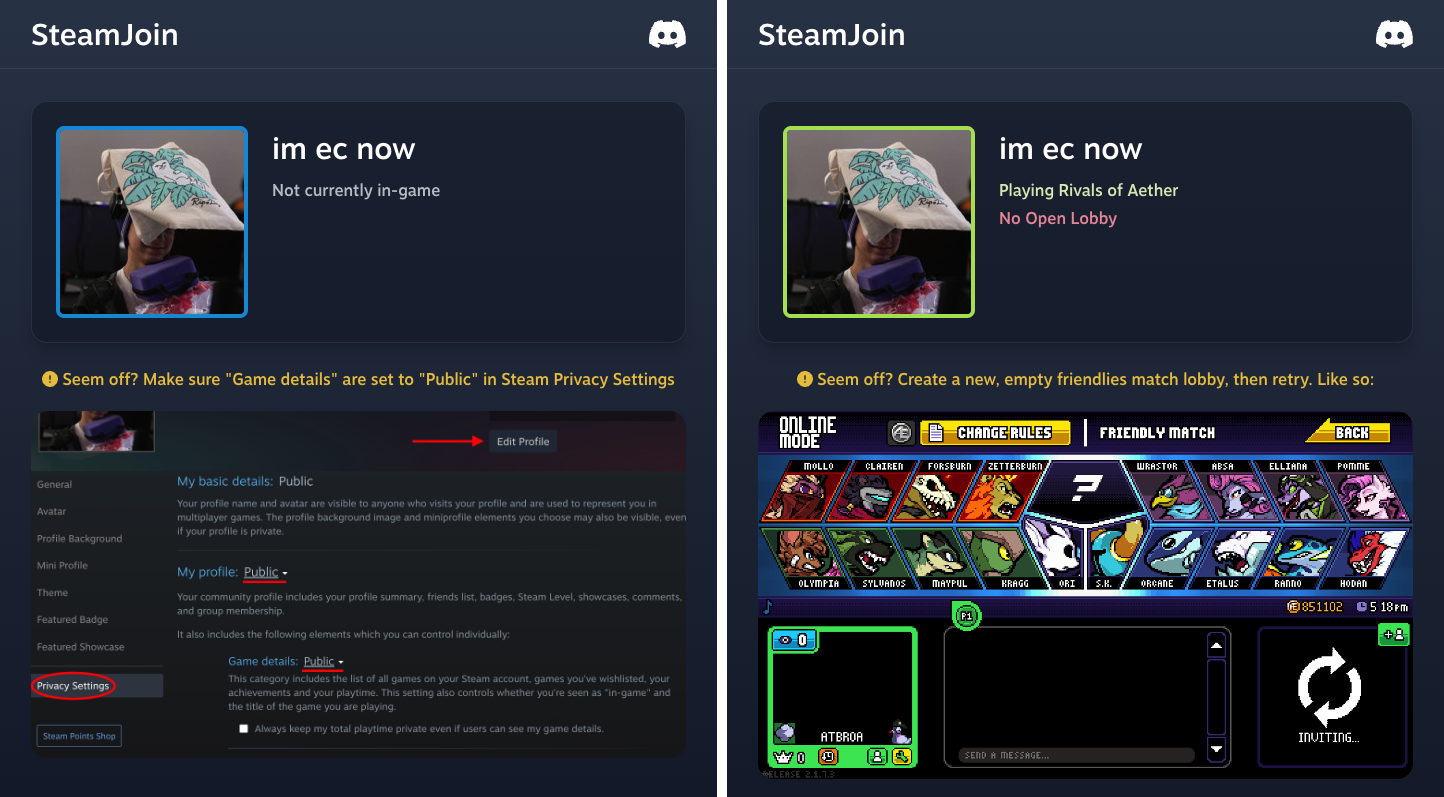 SteamJoin
im ec now
Not currently in-game
Seem off? Make sure "Game details" are set to "Public" in Steam Privacy Settings
Edit Profile
General
Avatar
Profile Background
Mini Profile
Theme
Featured Badge
Featured Showcase
Privacy Settings
Steam Points Shop
My basic details: Public
Your profile name and avatar are visible to anyone who visits your profile and are used to represent you in
multiplayer games. The profile background image and miniprofile elements you choose may also be visible, even
if your profile is private.
My profile: Public
Your community profile includes your profile summary, friends list, badges, Steam Level, showcases, comments,
and group membership.
It also includes the following elements which you can control individually:
Game details: Public
This category includes the list of all games on your Steam account, games you've wishlisted, your
achievements and your playtime. This setting also controls whether you're seen as "in-game" and
the title of the game you are playing.
Always keep my total playtime private even if users can see my game details.
SteamJoin
im ec now
Playing Rivals of Aether
No Open Lobby
Seem off? Create a new, empty friendlies match lobby, then retry. Like so:
ONLINE
MODE
CHANGE RULES
FRIENDLY MATCH
BACK
MOLLO
CLAIREN
FORSBURN
ZETTERBURN
?
WRASTOR
ABSA
ELLIANA
POMME
OLYMPIA
SYLVANOS
MAYPUL
KRAGG
ORI
S.K.
ORCANE
ETALUS
RANNO
HODAN
851102
5 18pm
P1
0
ATBROA
0
SEND A MESSAGE...
INVITING...
RELEASE 2.1.7.3